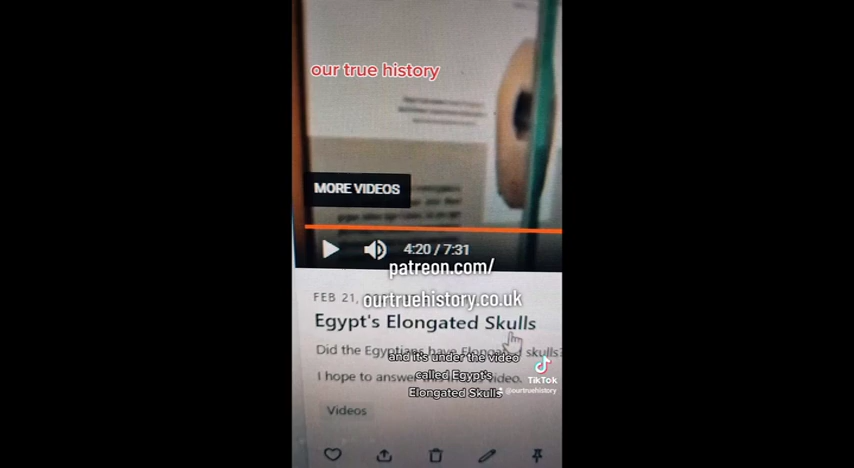 our true history
MORE VIDEOS
4:20 / 7:31
patreon.com/
FEB 21,
ourtruehistory.co.uk
Egypt's Elongated Skulls
Did the Egyptians have Elongated skulls?
and it's under the video
I hope to answer video.
called Egypt's
Elongated Skulls
TikTok
@ourtruehistory
Videos